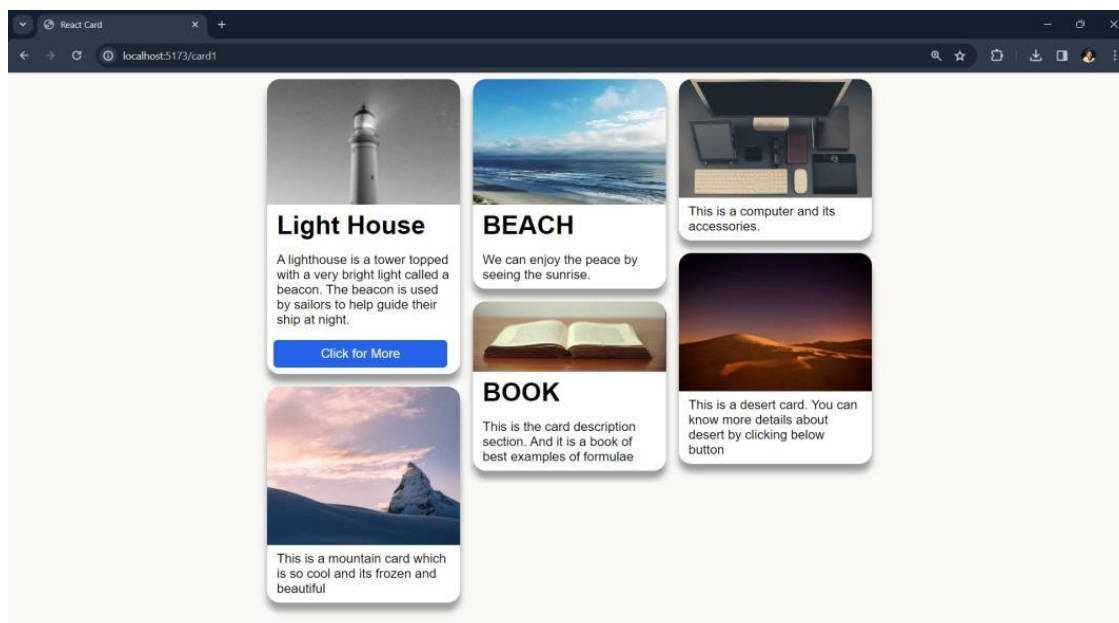 React Card
localhost:5173/card1
Light House
A lighthouse is a tower topped
with a very bright light called a
beacon. The beacon is used
by sailors to help guide their
ship at night.
Click for More
This is a mountain card which
is so cool and its frozen and
beautiful
BEACH
We can enjoy the peace by
seeing the sunrise.
BOOK
This is the card description
section. And it is a book of
best examples of formulae
This is a computer and its
accessories.
This is a desert card. You can
know more details about
desert by clicking below
button